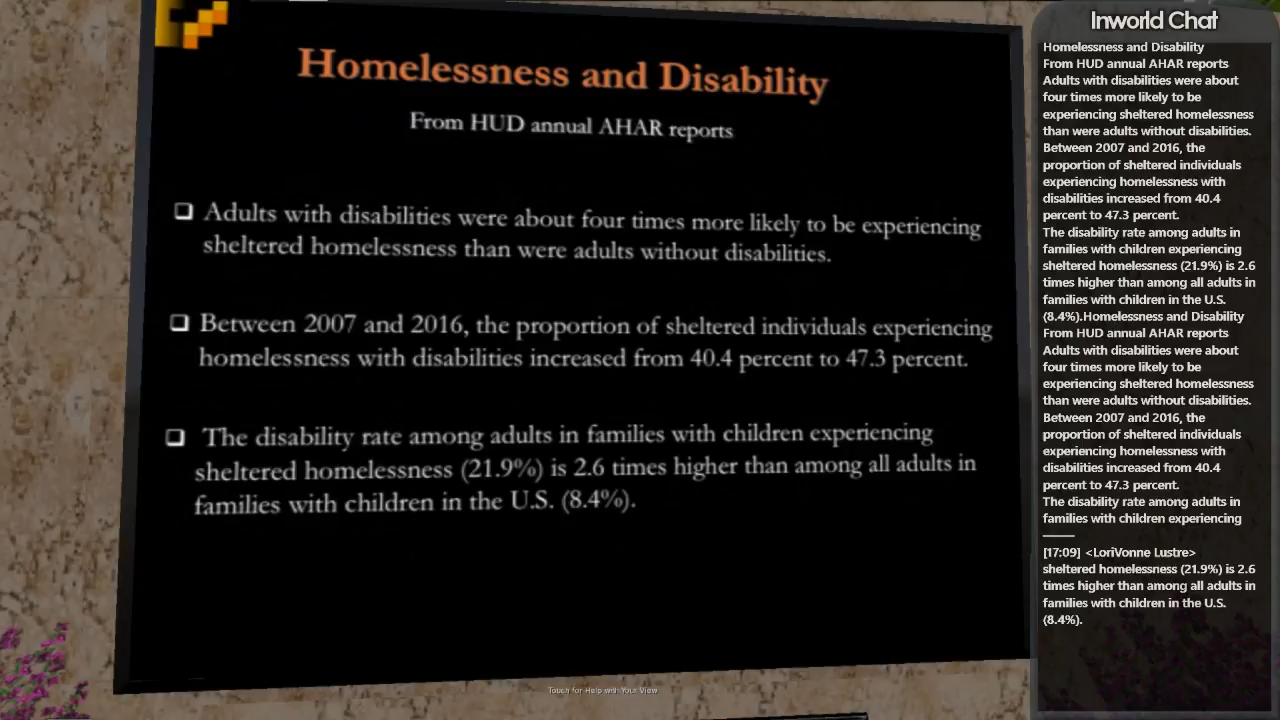 Homelessness and Disability
From HUD annual AHAR reports
❑ Adults with disabilities were about four times more likely to be experiencing
sheltered homelessness than were adults without disabilities.
❑ Between 2007 and 2016, the proportion of sheltered individuals experiencing
homelessness with disabilities increased from 40.4 percent to 47.3 percent.
❑ The disability rate among adults in families with children experiencing
sheltered homelessness (21.9%) is 2.6 times higher than among all adults in
families with children in the U.S. (8.4%).
Touch for Help with Your View
Inworld Chat
Homelessness and Disability
From HUD annual AHAR reports
Adults with disabilities were about
four times more likely to be
experiencing sheltered homelessness
than were adults without disabilities.
Between 2007 and 2016, the
proportion of sheltered individuals
experiencing homelessness with
disabilities increased from 40.4
percent to 47.3 percent.
The disability rate among adults in
families with children experiencing
sheltered homelessness (21.9%) is 2.6
times higher than among all adults in
families with children in the U.S.
(8.4%).Homelessness and Disability
From HUD annual AHAR reports
Adults with disabilities were about
four times more likely to be
experiencing sheltered homelessness
than were adults without disabilities.
Between 2007 and 2016, the
proportion of sheltered individuals
experiencing homelessness with
disabilities increased from 40.4
percent to 47.3 percent.
The disability rate among adults in
families with children experiencing
[17:09] <LoriVonne Lustre>
sheltered homelessness (21.9%) is 2.6
times higher than among all adults in
families with children in the U.S.
(8.4%).